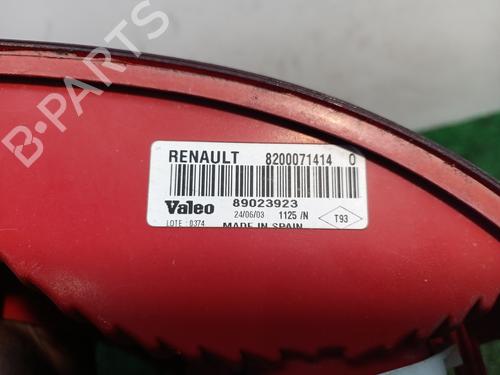 B-PARTS
RENAULT 8200071414 0
89023923
Valeo 24/06/03 1125 /N T93
LOTE : 0374 MADE IN SPAIN